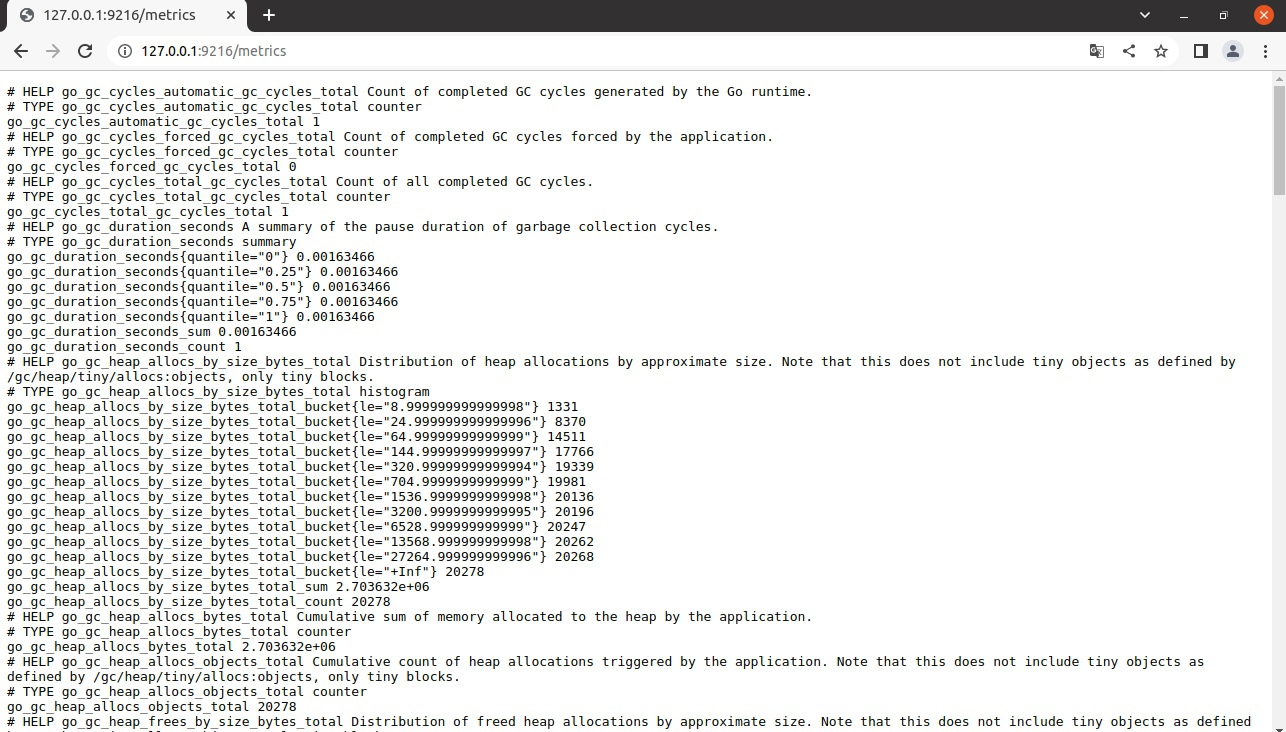 127.0.0.1:9216/metrics
127.0.0.1:9216/metrics
# HELP go_gc_cycles_automatic_gc_cycles_total Count of completed GC cycles generated by the Go runtime.
# TYPE go_gc_cycles_automatic_gc_cycles_total counter
go_gc_cycles_automatic_gc_cycles_total 1
# HELP go_gc_cycles_forced_gc_cycles_total Count of completed GC cycles forced by the application.
# TYPE go_gc_cycles_forced_gc_cycles_total counter
go_gc_cycles_forced_gc_cycles_total 0
# HELP go_gc_cycles_total_gc_cycles_total Count of all completed GC cycles.
# TYPE go_gc_cycles_total_gc_cycles_total counter
go_gc_cycles_total_gc_cycles_total 1
# HELP go_gc_duration_seconds A summary of the pause duration of garbage collection cycles.
# TYPE go_gc_duration_seconds summary
go_gc_duration_seconds{quantile="0"} 0.00163466
go_gc_duration_seconds{quantile="0.25"} 0.00163466
go_gc_duration_seconds{quantile="0.5"} 0.00163466
go_gc_duration_seconds{quantile="0.75"} 0.00163466
go_gc_duration_seconds{quantile="1"} 0.00163466
go_gc_duration_seconds_sum 0.00163466
go_gc_duration_seconds_count 1
# HELP go_gc_heap_allocs_by_size_bytes_total Distribution of heap allocations by approximate size. Note that this does not include tiny objects as defined by
/gc/heap/tiny/allocs:objects, only tiny blocks.
# TYPE go_gc_heap_allocs_by_size_bytes_total histogram
go_gc_heap_allocs_by_size_bytes_total_bucket{le="8.999999999999998"} 1331
go_gc_heap_allocs_by_size_bytes_total_bucket{le="24.999999999999996"} 8370
go_gc_heap_allocs_by_size_bytes_total_bucket{le="64.99999999999999"} 14511
go_gc_heap_allocs_by_size_bytes_total_bucket{le="144.99999999999997"} 17766
go_gc_heap_allocs_by_size_bytes_total_bucket{le="320.99999999999994"} 19339
go_gc_heap_allocs_by_size_bytes_total_bucket{le="704.9999999999999"} 19981
go_gc_heap_allocs_by_size_bytes_total_bucket{le="1536.9999999999998"} 20136
go_gc_heap_allocs_by_size_bytes_total_bucket{le="3200.9999999999995"} 20196
go_gc_heap_allocs_by_size_bytes_total_bucket{le="6528.999999999999"} 20247
go_gc_heap_allocs_by_size_bytes_total_bucket{le="13568.999999999998"} 20262
go_gc_heap_allocs_by_size_bytes_total_bucket{le="27264.999999999996"} 20268
go_gc_heap_allocs_by_size_bytes_total_bucket{le="+Inf"} 20278
go_gc_heap_allocs_by_size_bytes_total_sum 2.703632e+06
go_gc_heap_allocs_by_size_bytes_total_count 20278
# HELP go_gc_heap_allocs_bytes_total Cumulative sum of memory allocated to the heap by the application.
# TYPE go_gc_heap_allocs_bytes_total counter
go_gc_heap_allocs_bytes_total 2.703632e+06
# HELP go_gc_heap_allocs_objects_total Cumulative count of heap allocations triggered by the application. Note that this does not include tiny objects as
defined by /gc/heap/tiny/allocs:objects, only tiny blocks.
# TYPE go_gc_heap_allocs_objects_total counter
go_gc_heap_allocs_objects_total 20278
# HELP go_gc_heap_frees_by_size_bytes_total Distribution of freed heap allocations by approximate size. Note that this does not include tiny objects as defined